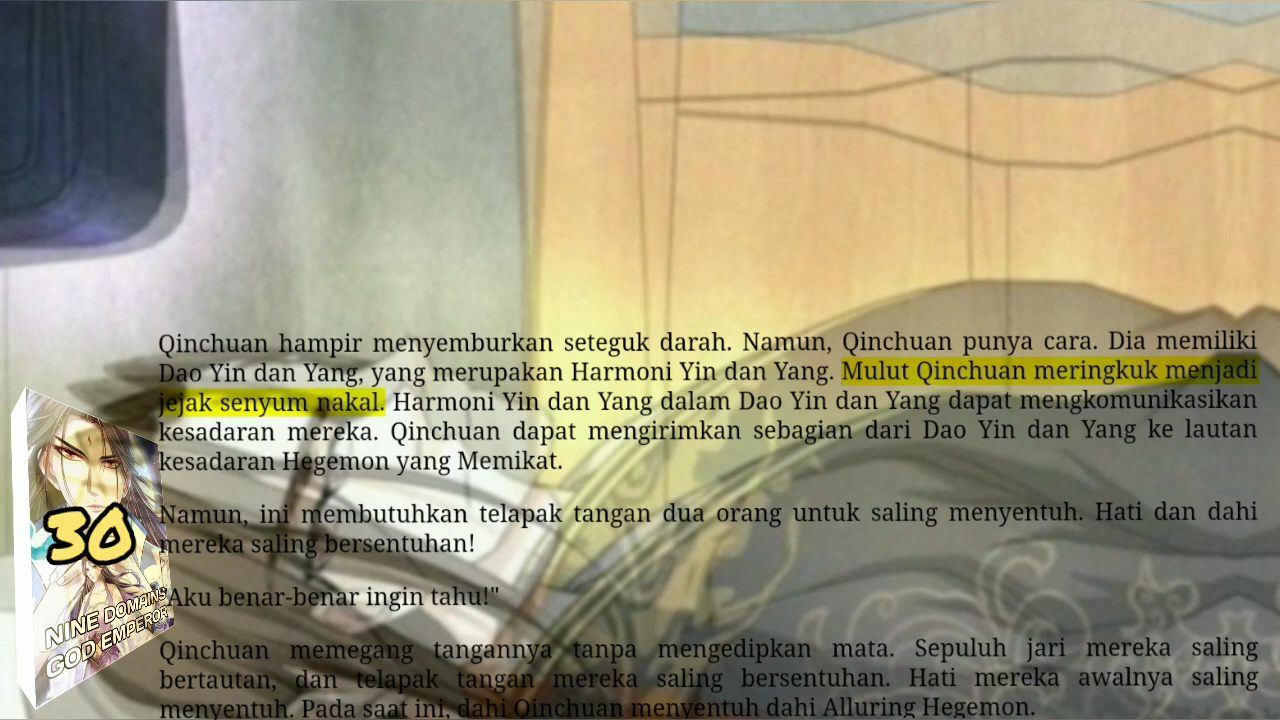 Qinchuan hampir menyemburkan seteguk darah. Namun, Qinchuan punya cara. Dia memiliki
Dao Yin dan Yang, yang merupakan Harmoni Yin dan Yang. Mulut Qinchuan meringkuk menjadi
jejak senyum nakal. Harmoni Yin dan Yang dalam Dao Yin dan Yang dapat mengkomunikasikan
kesadaran mereka. Qinchuan dapat mengirimkan sebagian dari Dao Yin dan Yang ke lautan
kesadaran Hegemon yang Memikat.
Namun, ini membutuhkan telapak tangan dua orang untuk saling menyentuh. Hati dan dahi
mereka saling bersentuhan!
"Aku benar-benar ingin tahu!"
Qinchuan memegang tangannya tanpa mengedipkan mata. Sepuluh jari mereka saling
bertautan, dan telapak tangan mereka saling bersentuhan. Hati mereka awalnya saling
menyentuh. Pada saat ini, dahi Qinchuan menyentuh dahi Alluring Hegemon.
30
NINE DOMAINS
GOD EMPEROR